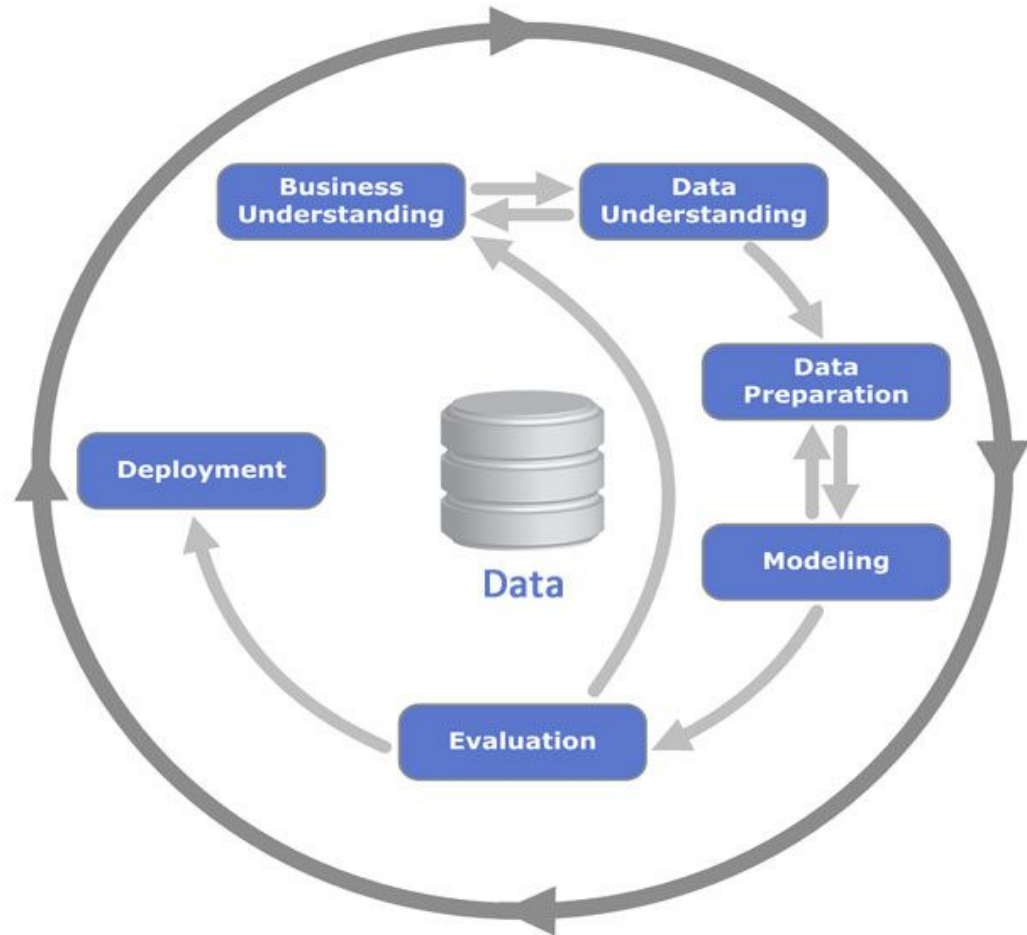 Business
Understanding
Data
Understanding
Data
Preparation
Deployment
Modeling
Data
Evaluation